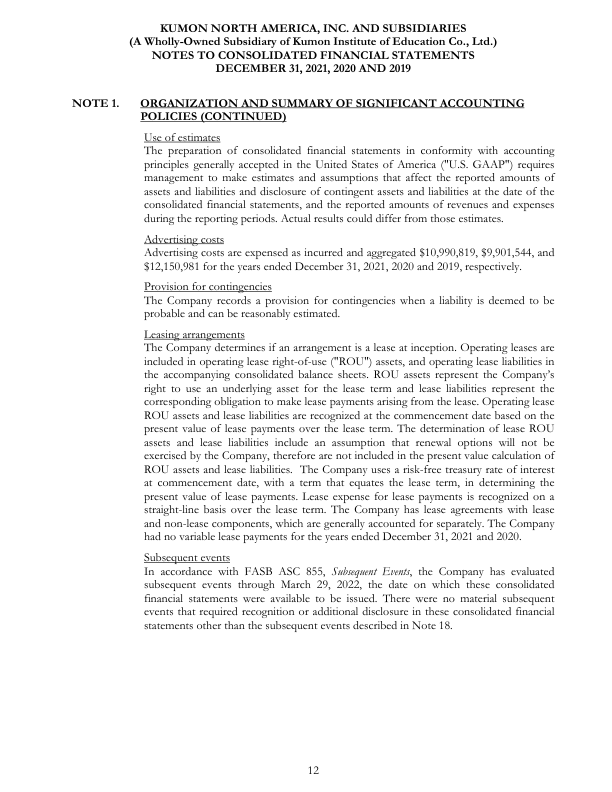 KUMON NORTH AMERICA, INC. AND SUBSIDIARIES
(A Wholly-Owned Subsidiary of Kumon Institute of Education Co., Ltd.)
NOTES TO CONSOLIDATED FINANCIAL STATEMENTS
DECEMBER 31, 2021, 2020 AND 2019
NOTE 1. ORGANIZATION AND SUMMARY OF SIGNIFICANT ACCOUNTING
POLICIES (CONTINUED)
Use of estimates
The preparation of consolidated financial statements in conformity with accounting
principles generally accepted in the United States of America ("U.S. GAAP") requires
management to make estimates and assumptions that affect the reported amounts of
assets and liabilities and disclosure of contingent assets and liabilities at the date of the
consolidated financial statements, and the reported amounts of revenues and expenses
during the reporting periods. Actual results could differ from those estimates.
Advertising costs
Advertising costs are expensed as incurred and aggregated $10,990,819, $9,901,544, and
$12,150,981 for the years ended December 31, 2021, 2020 and 2019, respectively.
Provision for contingencies
The Company records a provision for contingencies when a liability is deemed to be
probable and can be reasonably estimated.
Leasing arrangements
The Company determines if an arrangement is a lease at inception. Operating leases are
included in operating lease right-of-use ("ROU") assets, and operating lease liabilities in
the accompanying consolidated balance sheets. ROU assets represent the Company's
right to use an underlying asset for the lease term and lease liabilities represent the
corresponding obligation to make lease payments arising from the lease. Operating lease
ROU assets and lease liabilities are recognized at the commencement date based on the
present value of lease payments over the lease term. The determination of lease ROU
assets and lease liabilities include an assumption that renewal options will not be
exercised by the Company, therefore are not included in the present value calculation of
ROU assets and lease liabilities. The Company uses a risk-free treasury rate of interest
at commencement date, with a term that equates the lease term, in determining the
present value of lease payments. Lease expense for lease payments is recognized on a
straight-line basis over the lease term. The Company has lease agreements with lease
and non-lease components, which are generally accounted for separately. The Company
had no variable lease payments for the years ended December 31, 2021 and 2020.
Subsequent events
In accordance with FASB ASC 855, Subsequent Events, the Company has evaluated
subsequent events through March 29, 2022, the date on which these consolidated
financial statements were available to be issued. There were no material subsequent
events that required recognition or additional disclosure in these consolidated financial
statements other than the subsequent events described in Note 18.
12